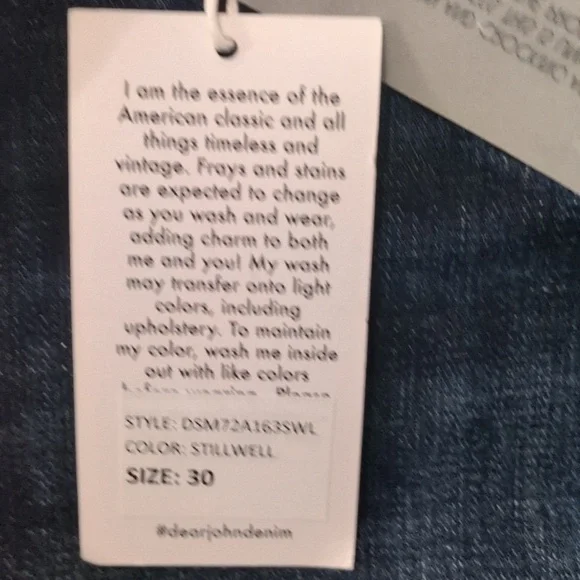 I am the essence of the
American classic and all
things timeless and
vintage. Frays and stains
are expected to change
as you wash and wear,
adding charm to both
me and you! My wash
may transfer onto light
colors, including
upholstery. To maintain
my color, wash me inside
out with like colors
before wearing. Please
STYLE: DSM72A163SWL
COLOR: STILLWELL
SIZE: 30
#dearjohndenim